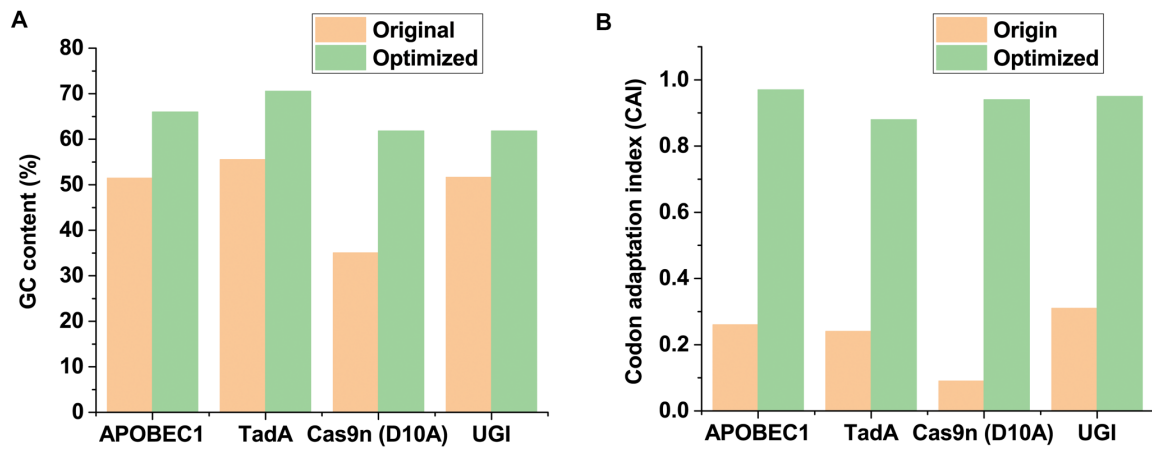 A
Original
Optimized
GC content (%)
80
70
60
50
40
30
20
10
0
APOBEC1 TadA Cas9n (D10A) UGI
B
Origin
Optimized
Codon adaptation index (CAI)
1.0
0.8
0.6
0.4
0.2
0.0
APOBEC1 TadA Cas9n (D10A) UGI